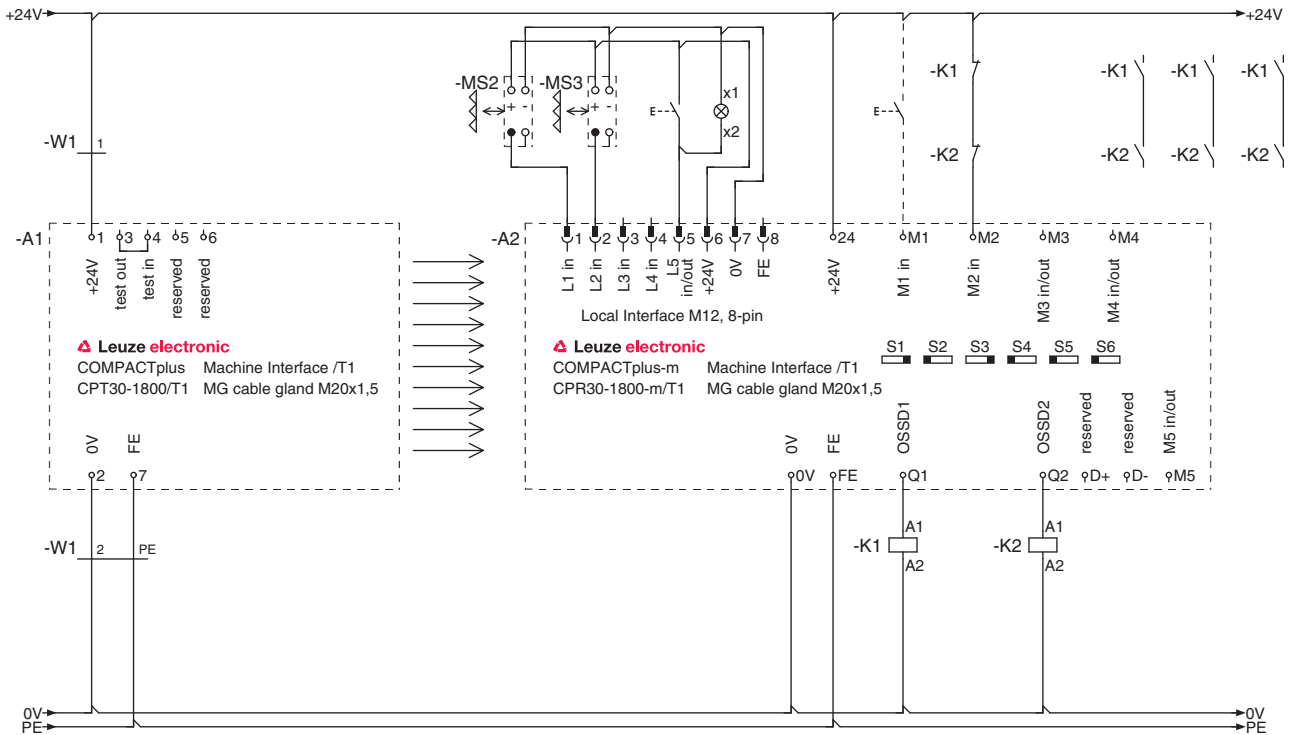 +24V +24V
-MS2 + - -MS3 + - E E x1 x2
-K1 -K1 -K1 -K1
-K2 -K2 -K2 -K2
-W1 1
-A1 1 3 4 5 6
+24V test out test in reserved reserved
-A2 1 2 3 4 5 6 7 8 24 M1 M2 M3 M4
L1 in L2 in L3 in L4 in L5 in/out +24V 0V FE +24V M1 in M2 in M3 in/out M4 in/out
Local Interface M12, 8-pin
Leuze electronic
COMPACTplus Machine Interface /T1
CPT30-1800/T1 MG cable gland M20x1,5
Leuze electronic
COMPACTplus-m Machine Interface /T1
CPR30-1800-m/T1 MG cable gland M20x1,5
S1 S2 S3 S4 S5 S6
0V FE
2 7
0V FE OSSD1 OSSD2 reserved reserved M5 in/out
0V FE Q1 Q2 D+ D- M5
-W1 2 PE
-K1 A1 A2
-K2 A1 A2
0V 0V
PE PE